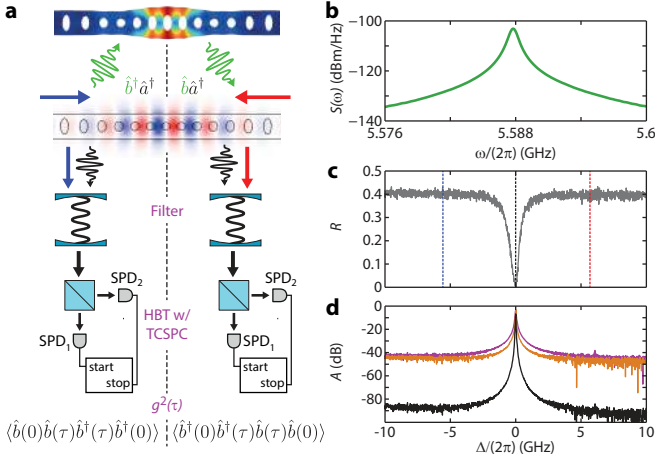 a
b̂†â†
b̂â†
Filter
SPD₂
SPD₂
HBT w/
TCSPC
SPD₁
SPD₁
start
stop
start
stop
g²(τ)
⟨b̂(0)b̂(τ)b̂†(τ)b̂†(0)⟩
⟨b̂†(0)b̂†(τ)b̂(τ)b̂(0)⟩
b
S(ω) (dBm/Hz)
−100
−120
−140
5.576
5.588
5.6
ω/(2π) (GHz)
c
R
0.5
0.4
0.3
0.2
0.1
0
d
A (dB)
0
-20
-40
-60
-80
-10
-5
0
5
10
Δ/(2π) (GHz)